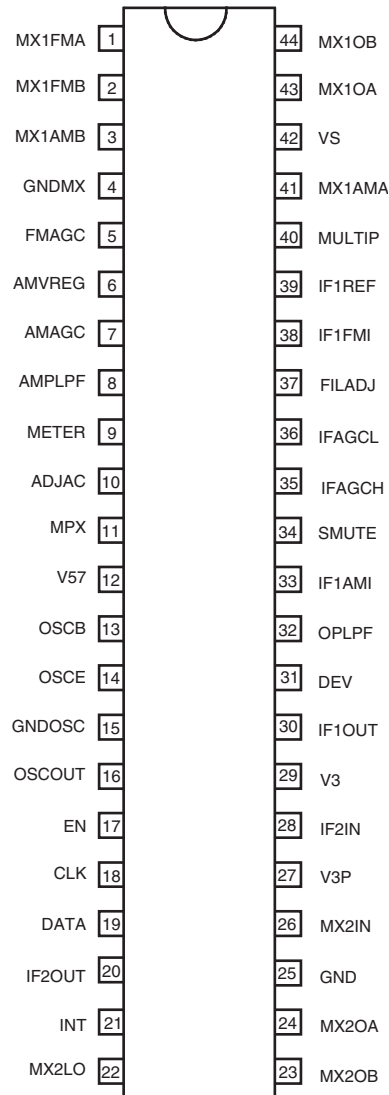 MX1FMA 1 44 MX1OB
MX1FMB 2 43 MX1OA
MX1AMB 3 42 VS
GNDMX 4 41 MX1AMA
FMAGC 5 40 MULTIP
AMVREG 6 39 IF1REF
AMAGC 7 38 IF1FMI
AMPLPF 8 37 FILADJ
METER 9 36 IFAGCL
ADJAC 10 35 IFAGCH
MPX 11 34 SMUTE
V57 12 33 IF1AMI
OSCB 13 32 OPLPF
OSCE 14 31 DEV
GNDOSC 15 30 IF1OUT
OSCOUT 16 29 V3
EN 17 28 IF2IN
CLK 18 27 V3P
DATA 19 26 MX2IN
IF2OUT 20 25 GND
INT 21 24 MX2OA
MX2LO 22 23 MX2OB